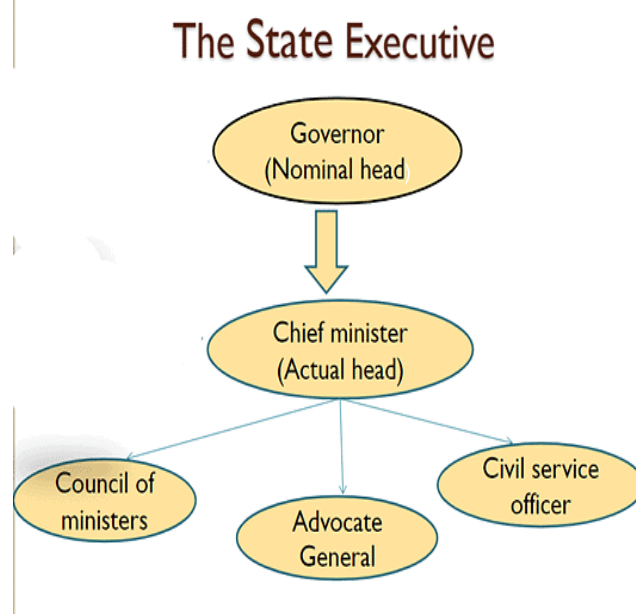 The State Executive
Governor
(Nominal head)
Chief minister
(Actual head)
Council of
ministers
Advocate
General
Civil service
officer